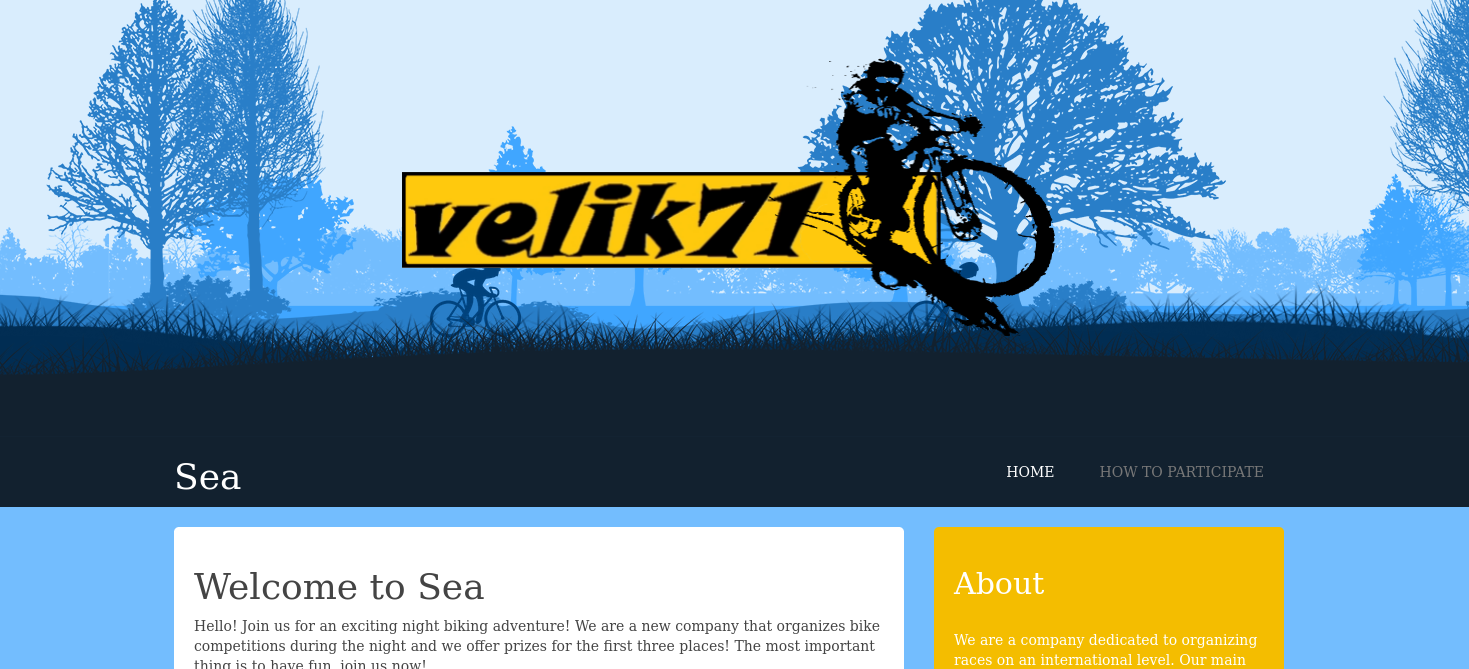 velik71
Sea
HOME
HOW TO PARTICIPATE
Welcome to Sea
Hello! Join us for an exciting night biking adventure! We are a new company that organizes bike
competitions during the night and we offer prizes for the first three places! The most important
thing is to have fun, join us now!
About
We are a company dedicated to organizing
races on an international level. Our main